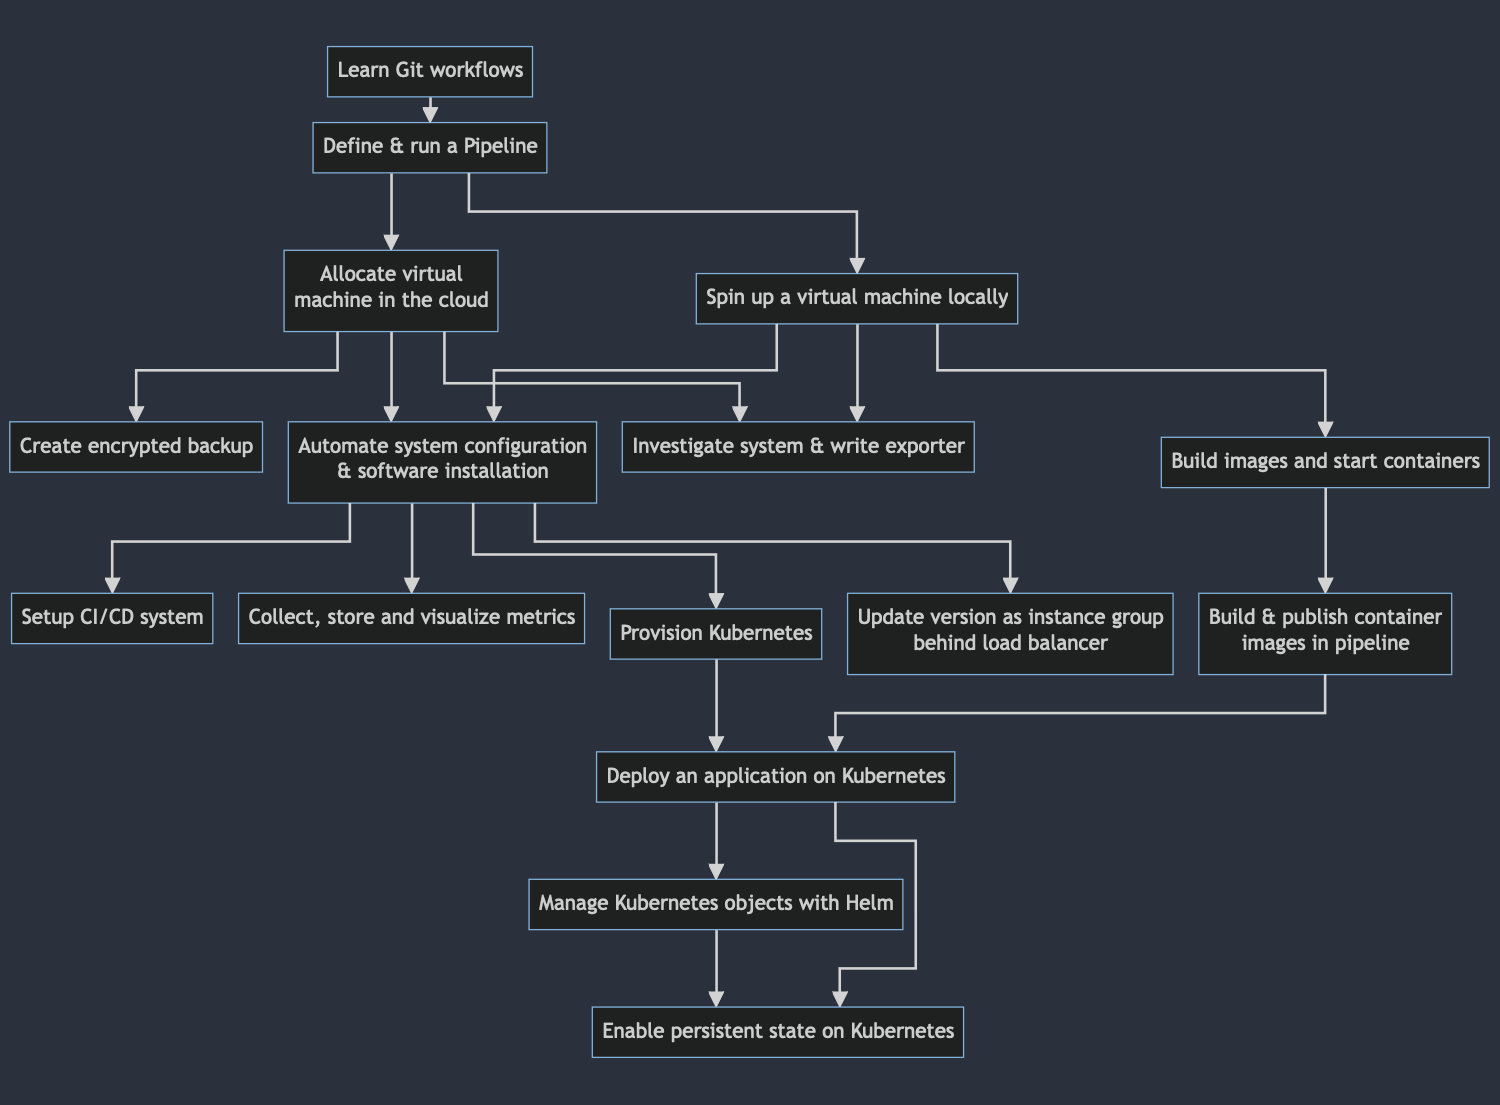 Learn Git workflows
Define & run a Pipeline
Allocate virtual
machine in the cloud
Spin up a virtual machine locally
Create encrypted backup
Automate system configuration
& software installation
Investigate system & write exporter
Build images and start containers
Setup CI/CD system
Collect, store and visualize metrics
Provision Kubernetes
Update version as instance group
behind load balancer
Build & publish container
images in pipeline
Deploy an application on Kubernetes
Manage Kubernetes objects with Helm
Enable persistent state on Kubernetes